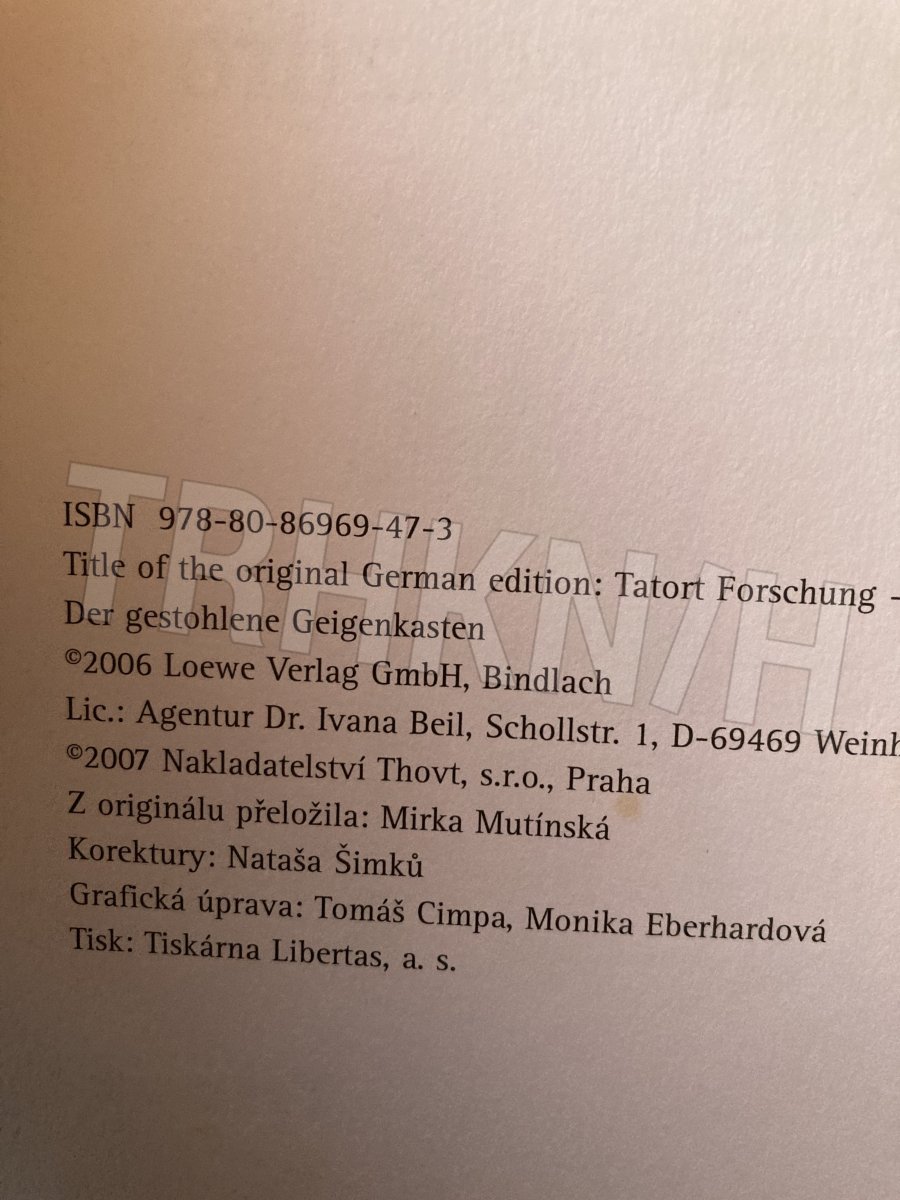 ISBN 978-80-86969-47-3
Title of the original German edition: Tatort Forschung –
Der gestohlene Geigenkasten
©2006 Loewe Verlag GmbH, Bindlach
Lic.: Agentur Dr. Ivana Beil, Schollstr. 1, D-69469
©2007 Nakladatelství Thovt, s.r.o., Praha
Z originálu přeložila: Mirka Mutínská
Korektury: Nataša Šimků
Grafická úprava: Tomáš Cimpa, Monika Eberhardová
Tisk: Tiskárna Libertas, a. s.
TRHKN/H